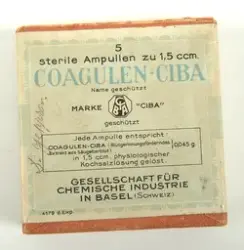 5
sterile Ampullen zu 1,5 ccm.
COAGULEN-CIBA
Name geschützt
MARKE CIBA "CIBA"
geschützt
Jede Ampulle entspricht:
COAGULEN-CIBA 0,045 g.
in 1,5 ccm. physiologischer
Kochsalzlösung gelöst.
GESELLSCHAFT FÜR
CHEMISCHE INDUSTRIE
IN BASEL (SCHWEIZ)